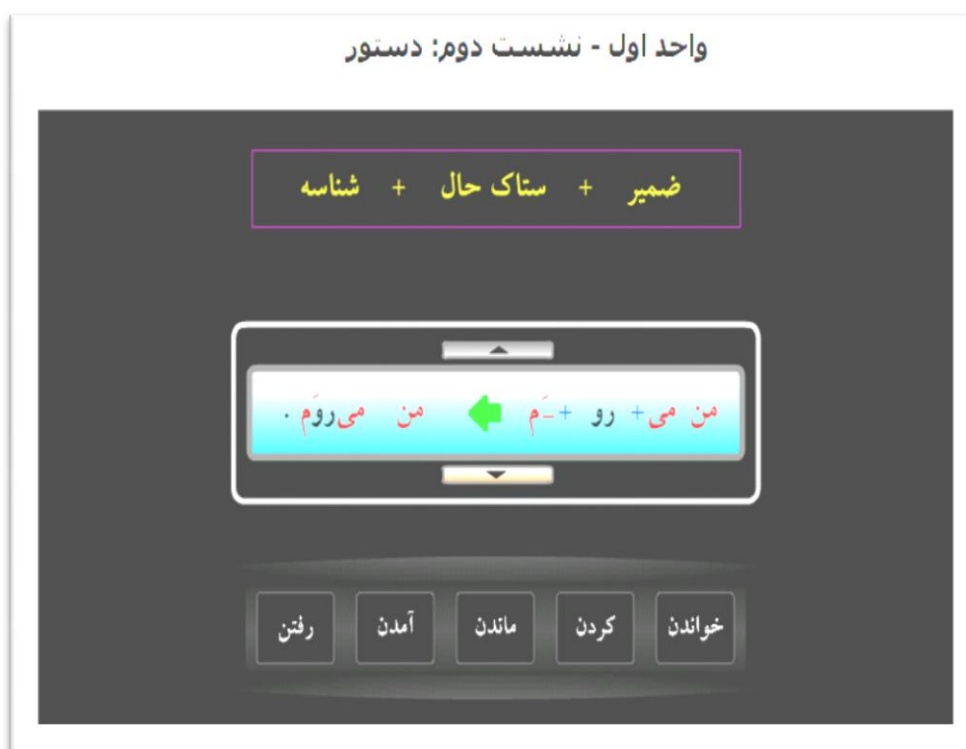 واحد اول - نشست دوم: دستور
ضمیر + ستاک حال + شناسه
من می+ رو +ـَم من می‌روَم .
خواندن کردن ماندن آمدن رفتن